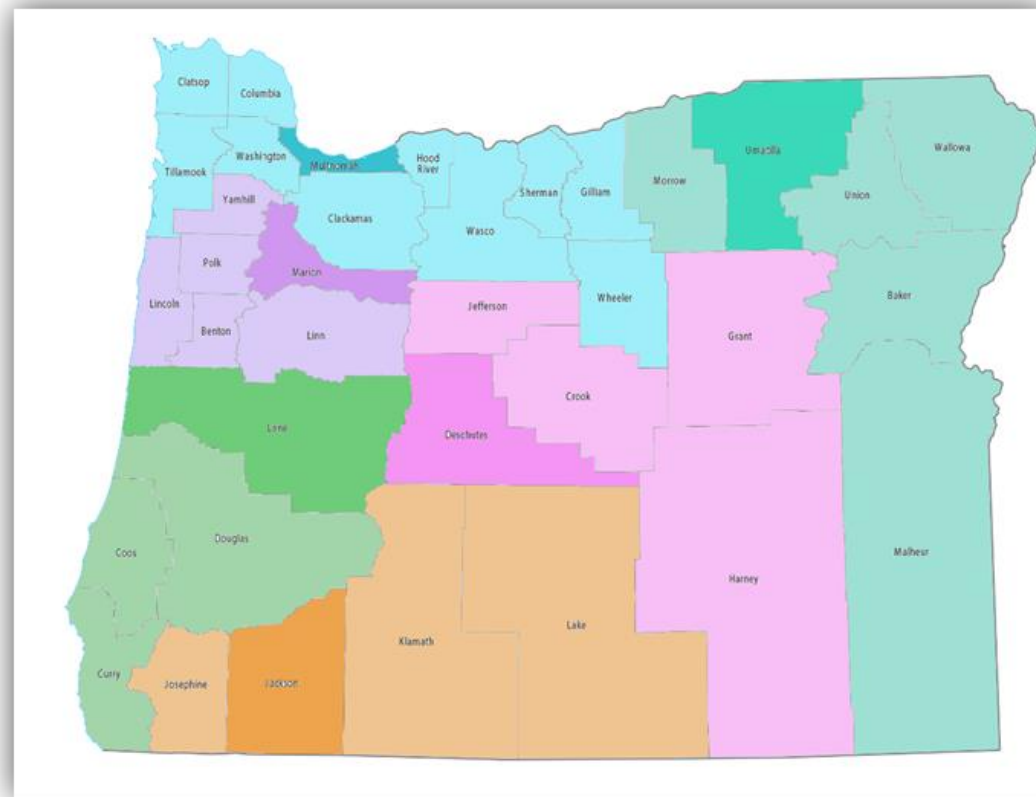 Clatsop
Columbia
Washington
Multnomah
Hood
River
Tillamook
Yamhill
Clackamas
Wasco
Sherman
Gilliam
Morrow
Umatilla
Union
Wallowa
Polk
Marion
Lincoln
Benton
Linn
Jefferson
Wheeler
Grant
Baker
Crook
Lane
Deschutes
Coos
Douglas
Malheur
Harney
Klamath
Lake
Curry
Josephine
Jackson